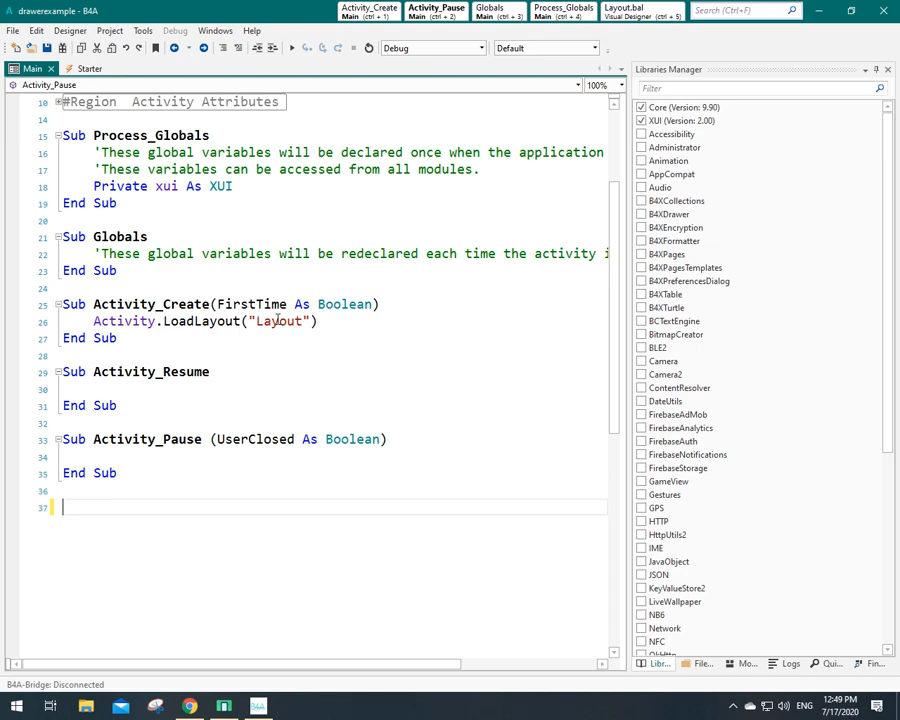 drawerexample - B4A
Activity_Create
Main (ctrl + 1)
Activity_Pause
Main (ctrl + 2)
Globals
Main (ctrl + 3)
Process_Globals
Main (ctrl + 4)
Layout.bal
Visual Designer (ctrl + 5)
Search (Ctrl+F)
File Edit Designer Project Tools Debug Windows Help
Debug Default
Main Starter
Activity_Pause 100%
10 #Region Activity Attributes
14
15 Sub Process_Globals
16 'These global variables will be declared once when the application
17 'These variables can be accessed from all modules.
18 Private xui As XUI
19 End Sub
20
21 Sub Globals
22 'These global variables will be redeclared each time the activity i
23 End Sub
24
25 Sub Activity_Create(FirstTime As Boolean)
26 Activity.LoadLayout("Layout")
27 End Sub
28
29 Sub Activity_Resume
30
31 End Sub
32
33 Sub Activity_Pause (UserClosed As Boolean)
34
35 End Sub
36
37
Libraries Manager
Filter
Core (Version: 9.90)
XUI (Version: 2.00)
Accessibility
Administrator
Animation
AppCompat
Audio
B4XCollections
B4XDrawer
B4XEncryption
B4XFormatter
B4XPages
B4XPagesTemplates
B4XPreferencesDialog
B4XTable
B4XTurtle
BCTextEngine
BitmapCreator
BLE2
Camera
Camera2
ContentResolver
DateUtils
FirebaseAdMob
FirebaseAnalytics
FirebaseAuth
FirebaseNotifications
FirebaseStorage
GameView
Gestures
GPS
HTTP
HttpUtils2
IME
JavaObject
JSON
KeyValueStore2
LiveWallpaper
NB6
Network
NFC
Libr... File... Mo... Logs Qui... Fin...
B4A-Bridge: Disconnected
B4A
12:49 PM
7/17/2020